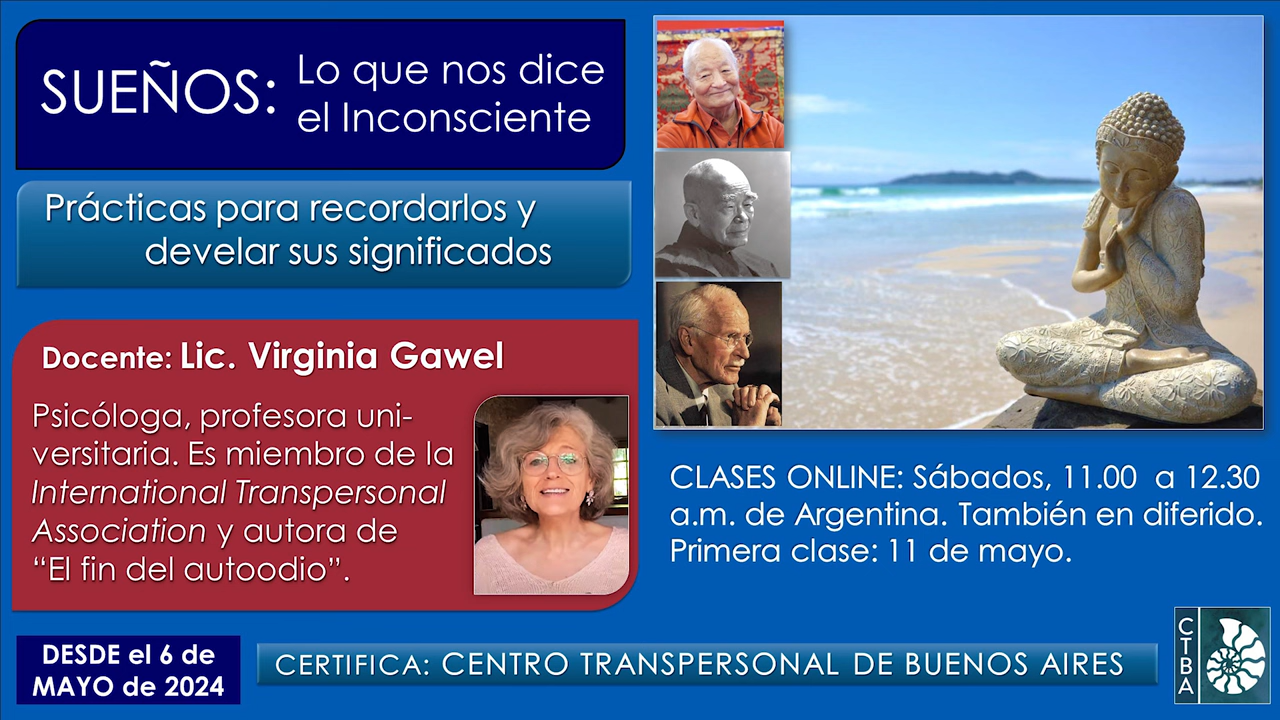 SUEÑOS: Lo que nos dice
el Inconsciente
Prácticas para recordarlos y
develar sus significados
Docente: Lic. Virginia Gawel
Psicóloga, profesora uni-
versitaria. Es miembro de la
International Transpersonal
Association y autora de
“El fin del autoodio”.
CLASES ONLINE: Sábados, 11.00 a 12.30
a.m. de Argentina. También en diferido.
Primera clase: 11 de mayo.
DESDE el 6 de
MAYO de 2024
CERTIFICA: CENTRO TRANSPERSONAL DE BUENOS AIRES
CTBA